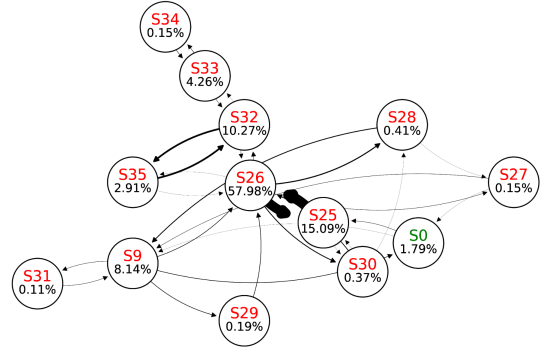 S34
0.15%
S33
4.26%
S32
10.27%
S28
0.41%
S35
2.91%
S26
57.98%
S27
0.15%
S25
15.09%
S0
1.79%
S9
8.14%
S30
0.37%
S31
0.11%
S29
0.19%